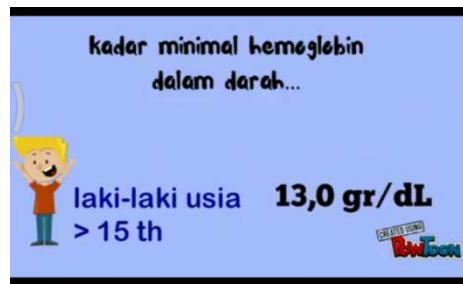 kadar minimal hemoglobin
dalam darah...
laki-laki usia
> 15 th
13,0 gr/dL
CREATED USING
POWTOON